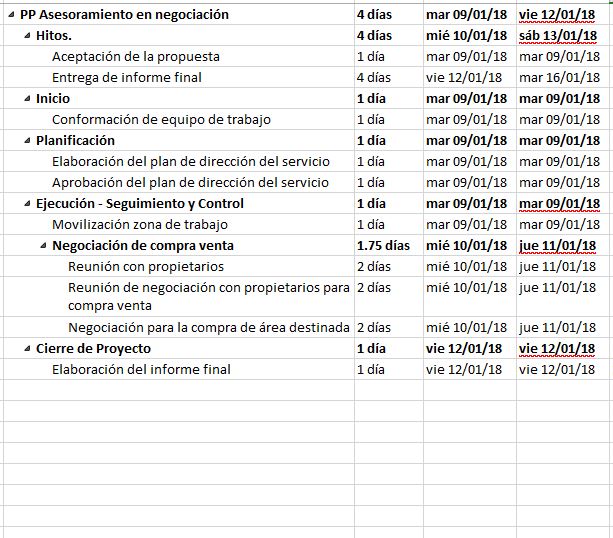 PP Asesoramiento en negociación 4 días mar 09/01/18 vie 12/01/18
Hitos. 4 días mié 10/01/18 sáb 13/01/18
Aceptación de la propuesta 1 día mar 09/01/18 mar 09/01/18
Entrega de informe final 4 días vie 12/01/18 mar 16/01/18
Inicio 1 día mar 09/01/18 mar 09/01/18
Conformación de equipo de trabajo 1 día mar 09/01/18 mar 09/01/18
Planificación 1 día mar 09/01/18 mar 09/01/18
Elaboración del plan de dirección del servicio 1 día mar 09/01/18 mar 09/01/18
Aprobación del plan de dirección del servicio 1 día mar 09/01/18 mar 09/01/18
Ejecución - Seguimiento y Control 1 día mar 09/01/18 mar 09/01/18
Movilización zona de trabajo 1 día mar 09/01/18 mar 09/01/18
Negociación de compra venta 1.75 días mié 10/01/18 jue 11/01/18
Reunión con propietarios 2 días mié 10/01/18 jue 11/01/18
Reunión de negociación con propietarios para 2 días mié 10/01/18 jue 11/01/18
compra venta
Negociación para la compra de área destinada 2 días mié 10/01/18 jue 11/01/18
Cierre de Proyecto 1 día vie 12/01/18 vie 12/01/18
Elaboración del informe final 1 día vie 12/01/18 vie 12/01/18